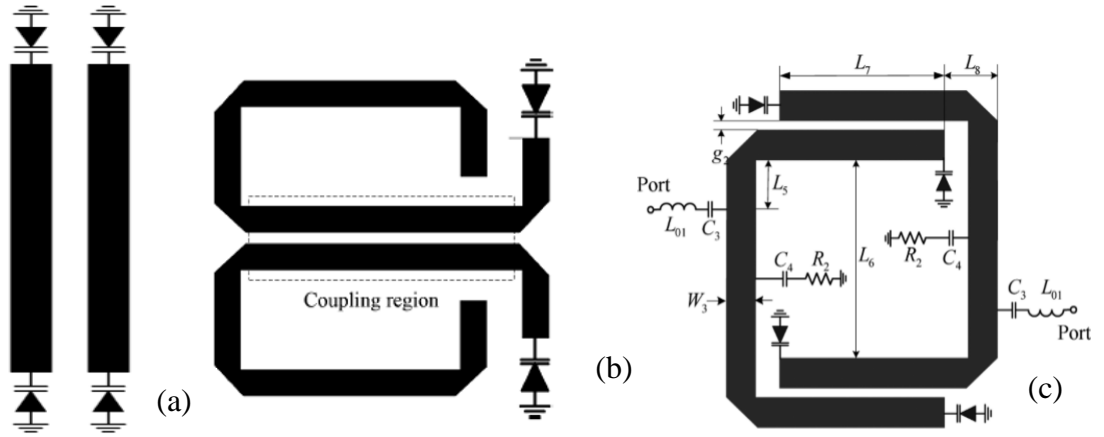 L7 L8
g2
L5
Port
L01 C3
R2 C4
C4 R2
L6
W3
C3 L01
Port
Coupling region
(a) (b) (c)